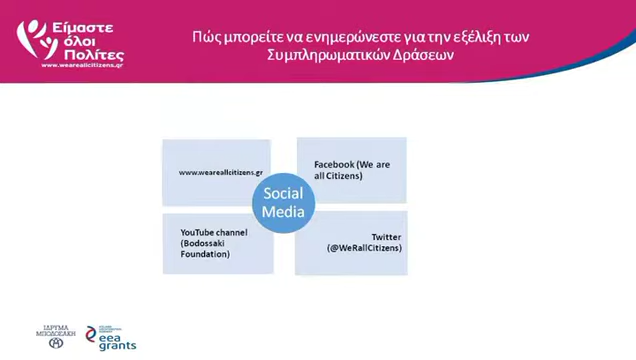 Είμαστε
όλοι
Πολίτες
www.weareallcitizens.gr
Πώς μπορείτε να ενημερώνεστε για την εξέλιξη των
Συμπληρωματικών Δράσεων
www.weareallcitizens.gr
Facebook (We are
all Citizens)
Social
Media
YouTube channel
(Bodossaki
Foundation)
Twitter
(@WeRallCitizens)
ΙΔΡΥΜΑ
ΜΠΟΔΟΣΑΚΗ
eea
grants